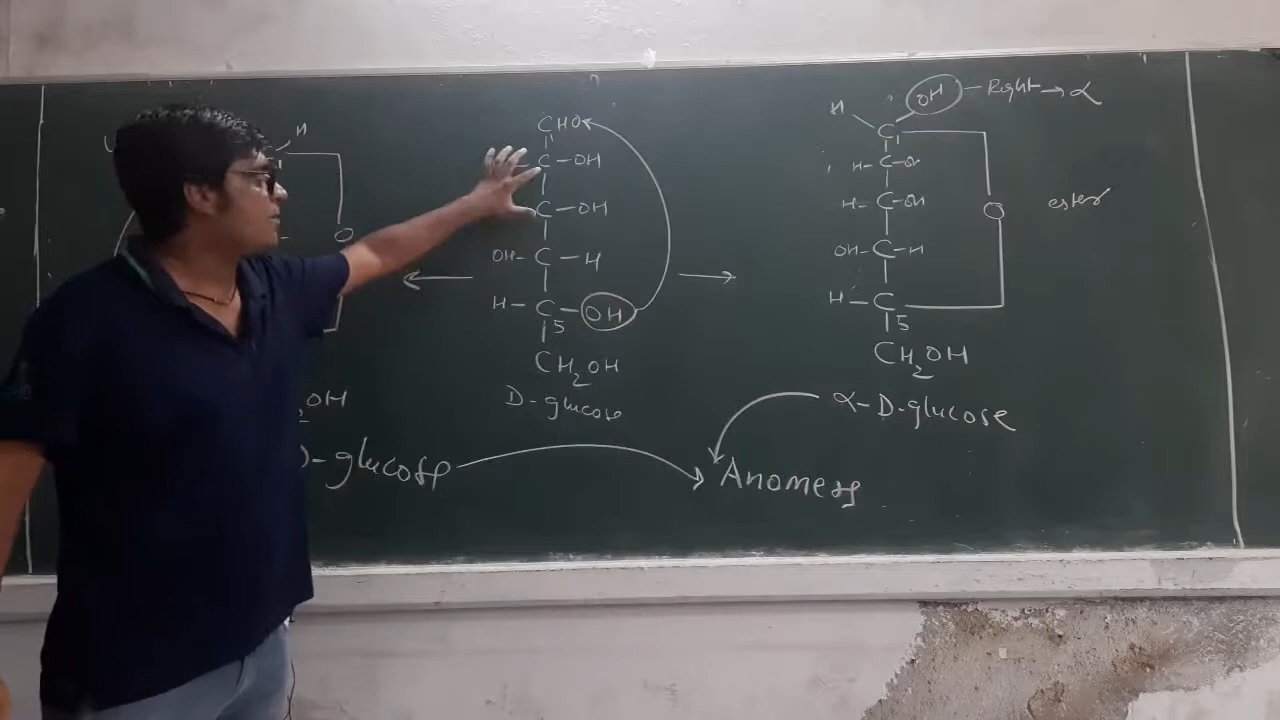 H
O
OH
)-glucose
CHO
C-OH
C-OH
OH-C-H
H-C-OH
5
CH2OH
D-glucose
Anomers
OH - Right → α
H
C1
H-C-OH
H-C-OH
O ester
OH-C-H
H-C
5
CH2OH
α-D-glucose